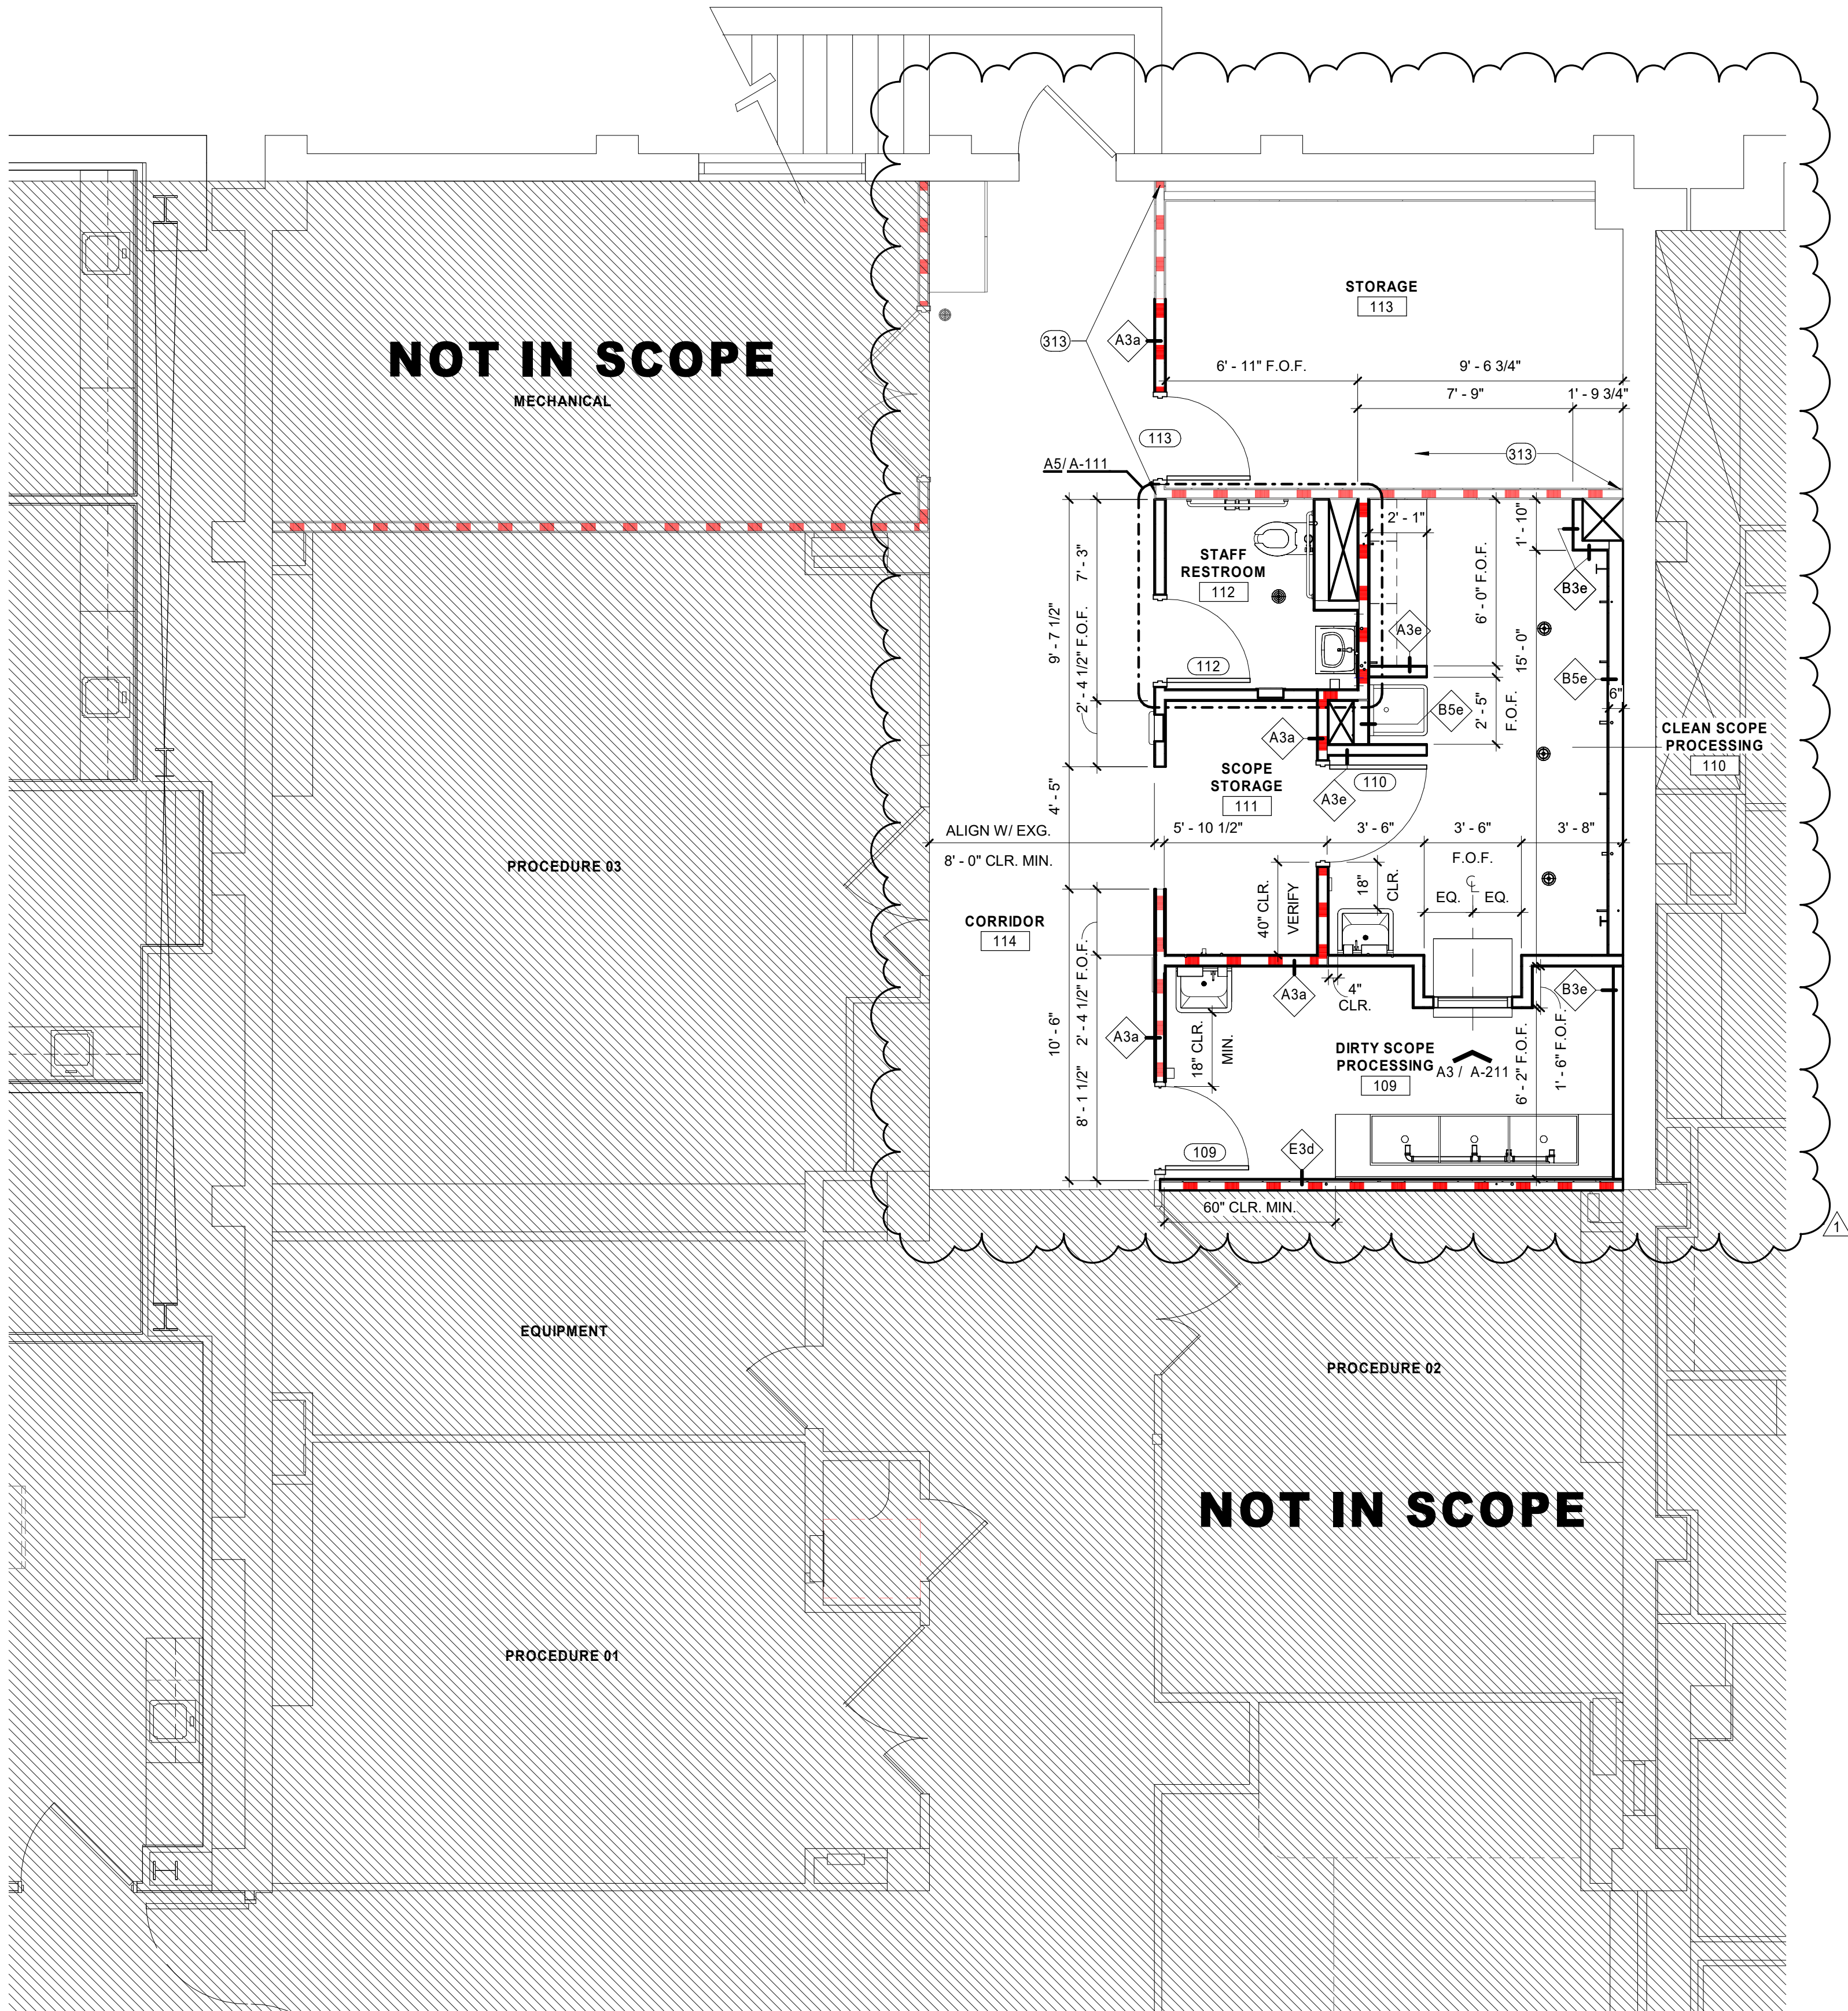 STORAGE
113
NOT IN SCOPE
MECHANICAL
313
A3a
6' - 11" F.O.F.
9' - 6 3/4"
7' - 9"
1' - 9 3/4"
113
313
A5/ A-111
2' - 1"
1' - 10"
STAFF
RESTROOM
112
7' - 3"
9' - 7 1/2"
2' - 4 1/2" F.O.F.
6' - 0" F.O.F.
15' - 0"
B3e
A3e
112
B5e
6"
B5e
2' - 5"
F.O.F.
A3a
CLEAN SCOPE
PROCESSING
110
SCOPE
STORAGE
111
110
A3e
4' - 5"
ALIGN W/ EXG.
8' - 0" CLR. MIN.
5' - 10 1/2"
3' - 6"
3' - 6"
F.O.F.
3' - 8"
PROCEDURE 03
18"
CLR.
40" CLR.
VERIFY
CL
EQ.
EQ.
CORRIDOR
114
A3a
4"
CLR.
B3e
10' - 6"
2' - 4 1/2" F.O.F.
8' - 1 1/2"
A3a
18" CLR.
MIN.
DIRTY SCOPE
PROCESSING
109
A3 / A-211
6' - 2" F.O.F.
1' - 6" F.O.F.
109
E3d
60" CLR. MIN.
1
EQUIPMENT
PROCEDURE 02
NOT IN SCOPE
PROCEDURE 01